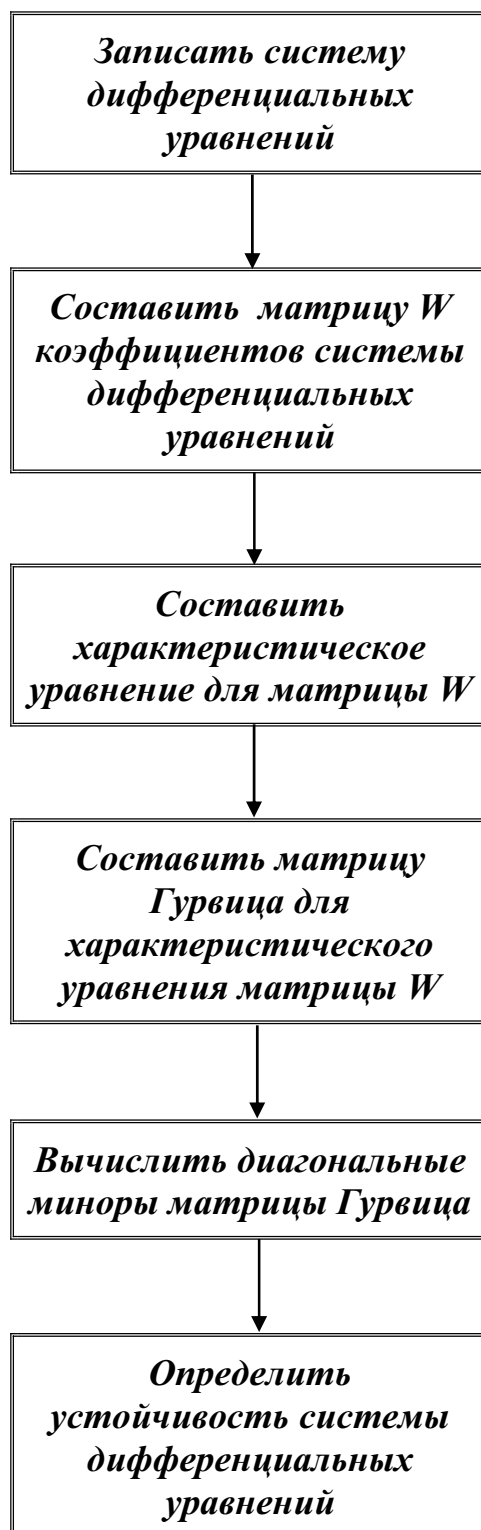 Записать систему
дифференциальных
уравнений
Составить матрицу W
коэффициентов системы
дифференциальных
уравнений
Составить
характеристическое
уравнение для матрицы W
Составить матрицу
Гурвица для
характеристического
уравнения матрицы W
Вычислить диагональные
миноры матрицы Гурвица
Определить
устойчивость системы
дифференциальных
уравнений